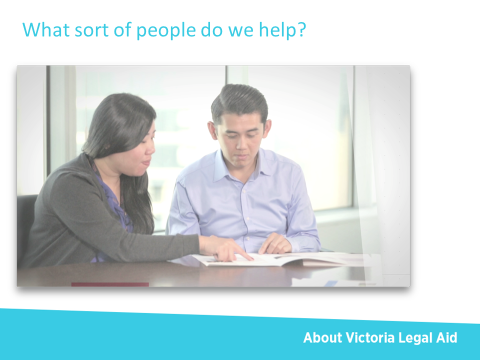 What sort of people do we help?
About Victoria Legal Aid